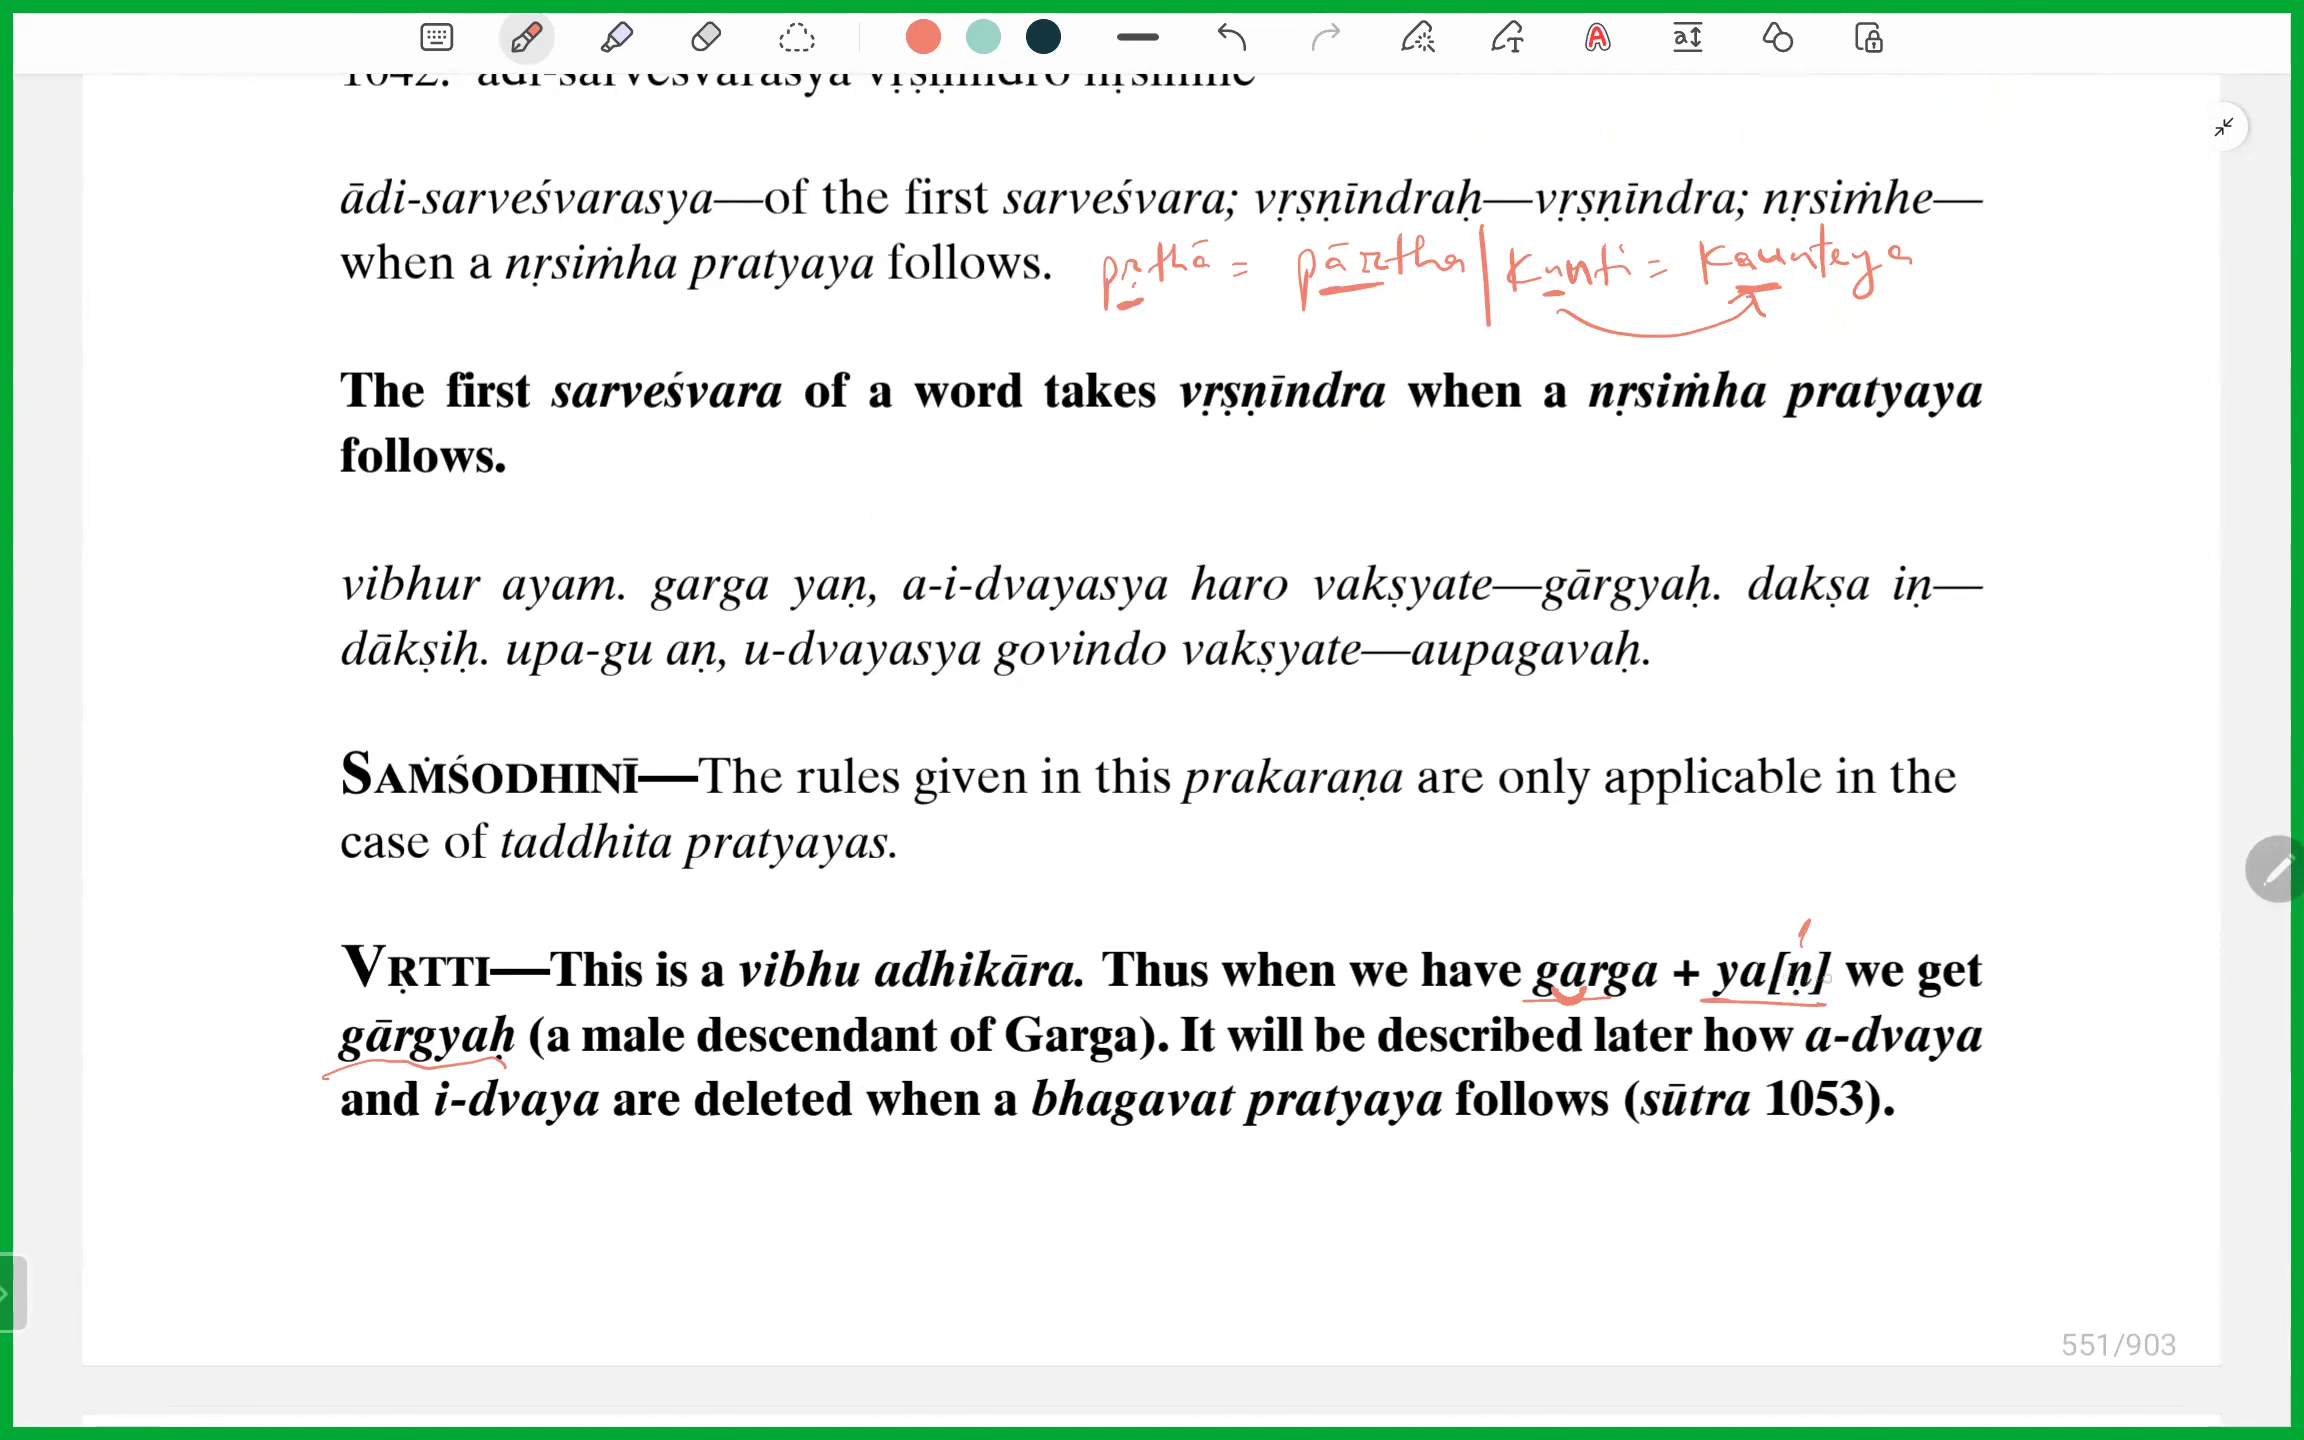 1042. ādi-sarveśvarasya vṛṣṇīndro nṛsiṁhe
ādi-sarveśvarasya—of the first sarveśvara; vṛṣṇīndraḥ—vṛṣṇīndra; nṛsiṁhe—
when a nṛsiṁha pratyaya follows.
pṛthā = pārtha | Kunti = Kaunteya
The first sarveśvara of a word takes vṛṣṇīndra when a nṛsiṁha pratyaya
follows.
vibhur ayam. garga yaṇ, a-i-dvayasya haro vakṣyate—gārgyaḥ. dakṣa iṇ—
dākṣiḥ. upa-gu aṇ, u-dvayasya govindo vakṣyate—aupagavaḥ.
SAṀŚODHINĪ—The rules given in this prakaraṇa are only applicable in the
case of taddhita pratyayas.
VṚTTI—This is a vibhu adhikāra. Thus when we have garga + ya[ṇ] we get
gārgyaḥ (a male descendant of Garga). It will be described later how a-dvaya
and i-dvaya are deleted when a bhagavat pratyaya follows (sūtra 1053).
551/903